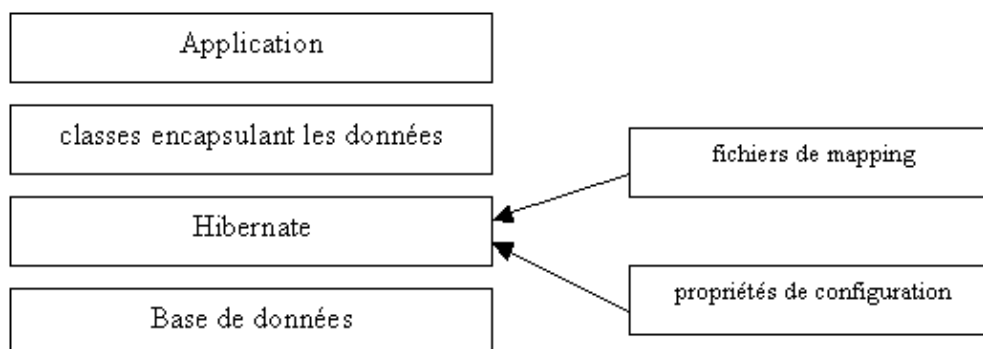 Application
classes encapsulant les données
fichiers de mapping
Hibernate
propriétés de configuration
Base de données